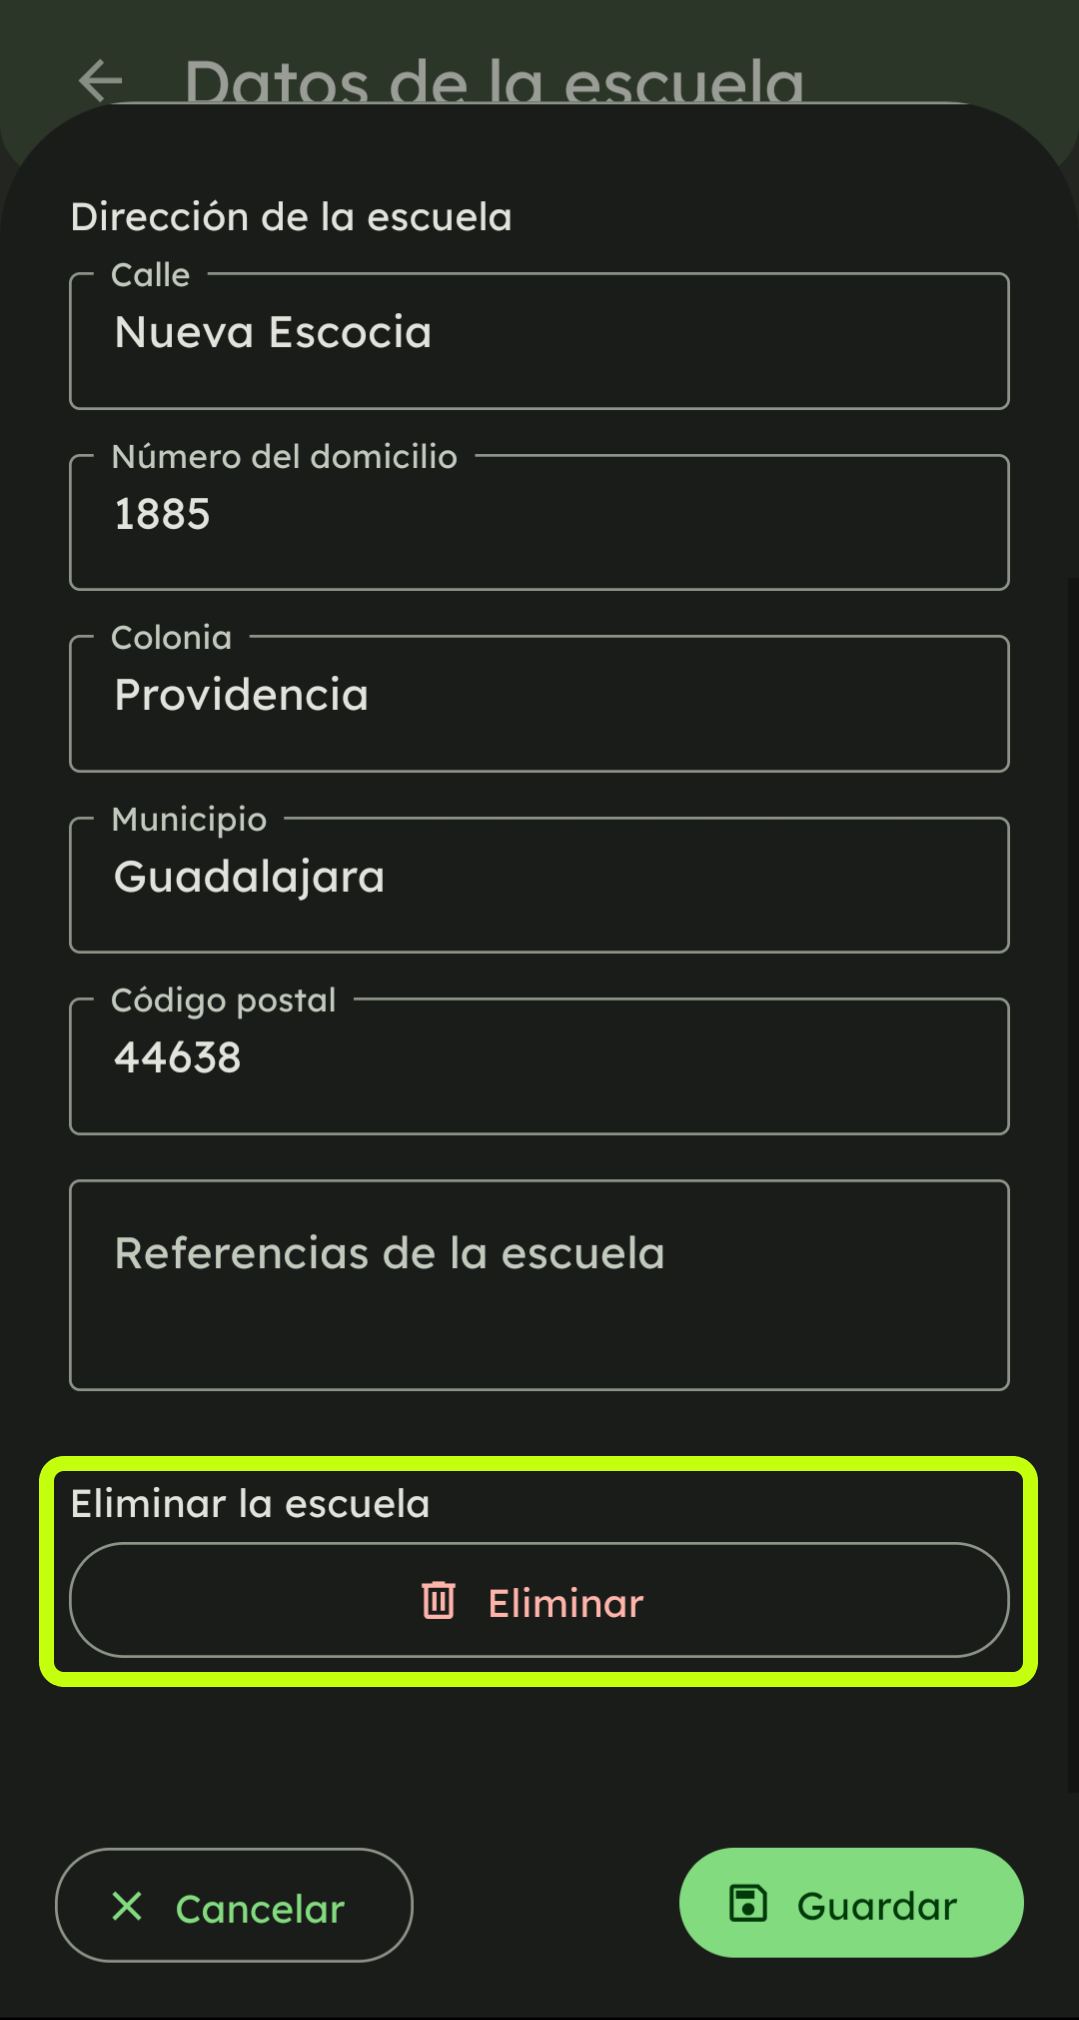 Datos de la escuela
Dirección de la escuela
Calle
Nueva Escocia
Número del domicilio
1885
Colonia
Providencia
Municipio
Guadalajara
Código postal
44638
Referencias de la escuela
Eliminar la escuela
Eliminar
Cancelar
Guardar